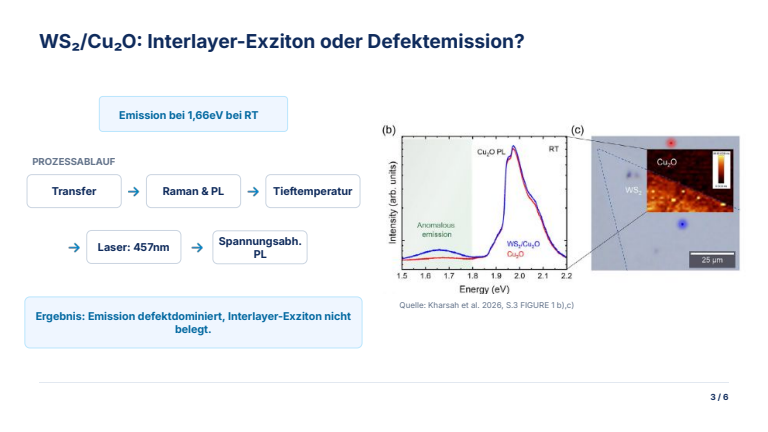 WS₂/Cu₂O: Interlayer-Exziton oder Defektemission?
Emission bei 1,66eV bei RT
PROZESSABLAUF
Transfer → Raman & PL → Tieftemperatur
→ Laser: 457nm → Spannungsabh.
PL
Ergebnis: Emission defektdominiert, Interlayer-Exziton nicht
belegt.
(b)
Intensity (arb. units)
Cu₂O PL
RT
Anomalous
emission
WS₂/Cu₂O
Cu₂O
1.5 1.6 1.7 1.8 1.9 2.0 2.1 2.2
Energy (eV)
(c)
Cu₂O
WS₂
25 µm
Quelle: Kharsah et al. 2026, S.3 FIGURE 1 b),c)
3 / 6